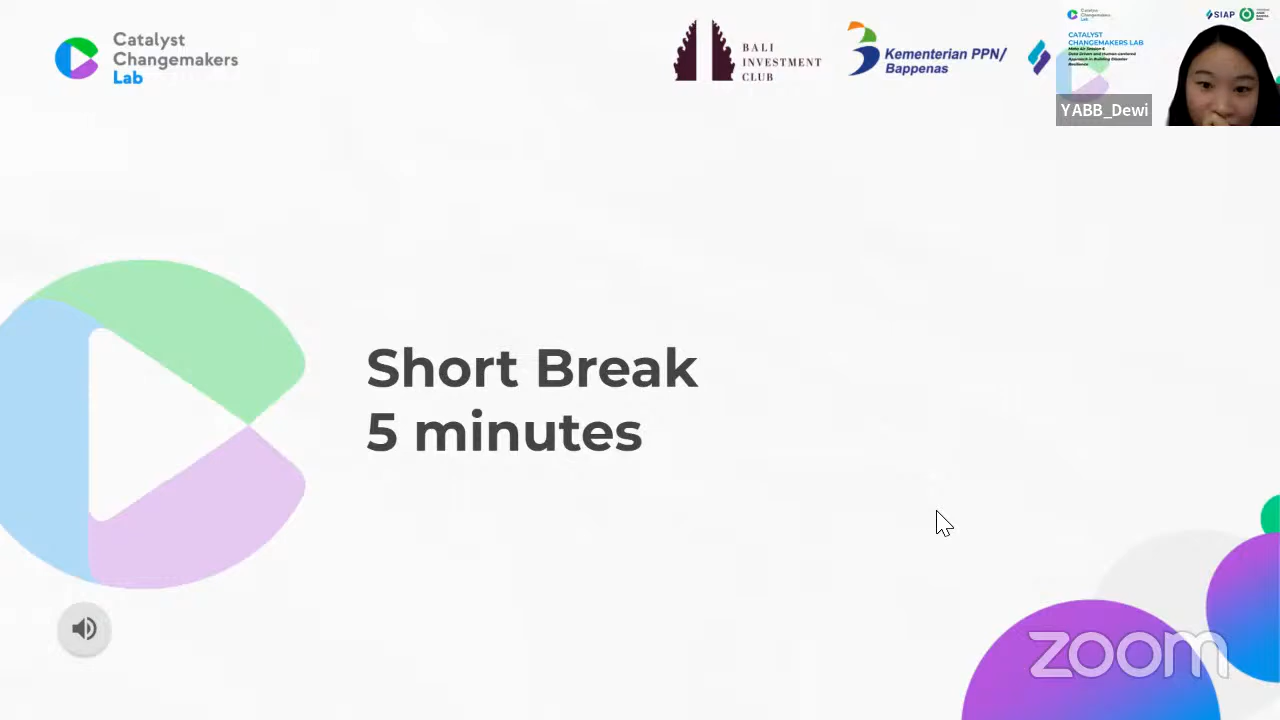 Catalyst
Changemakers
Lab
BALI
INVESTMENT
CLUB
Kementerian PPN/
Bappenas
SIAP
CATALYST
CHANGEMAKERS LAB
YABB_Dewi
Short Break
5 minutes
zoom